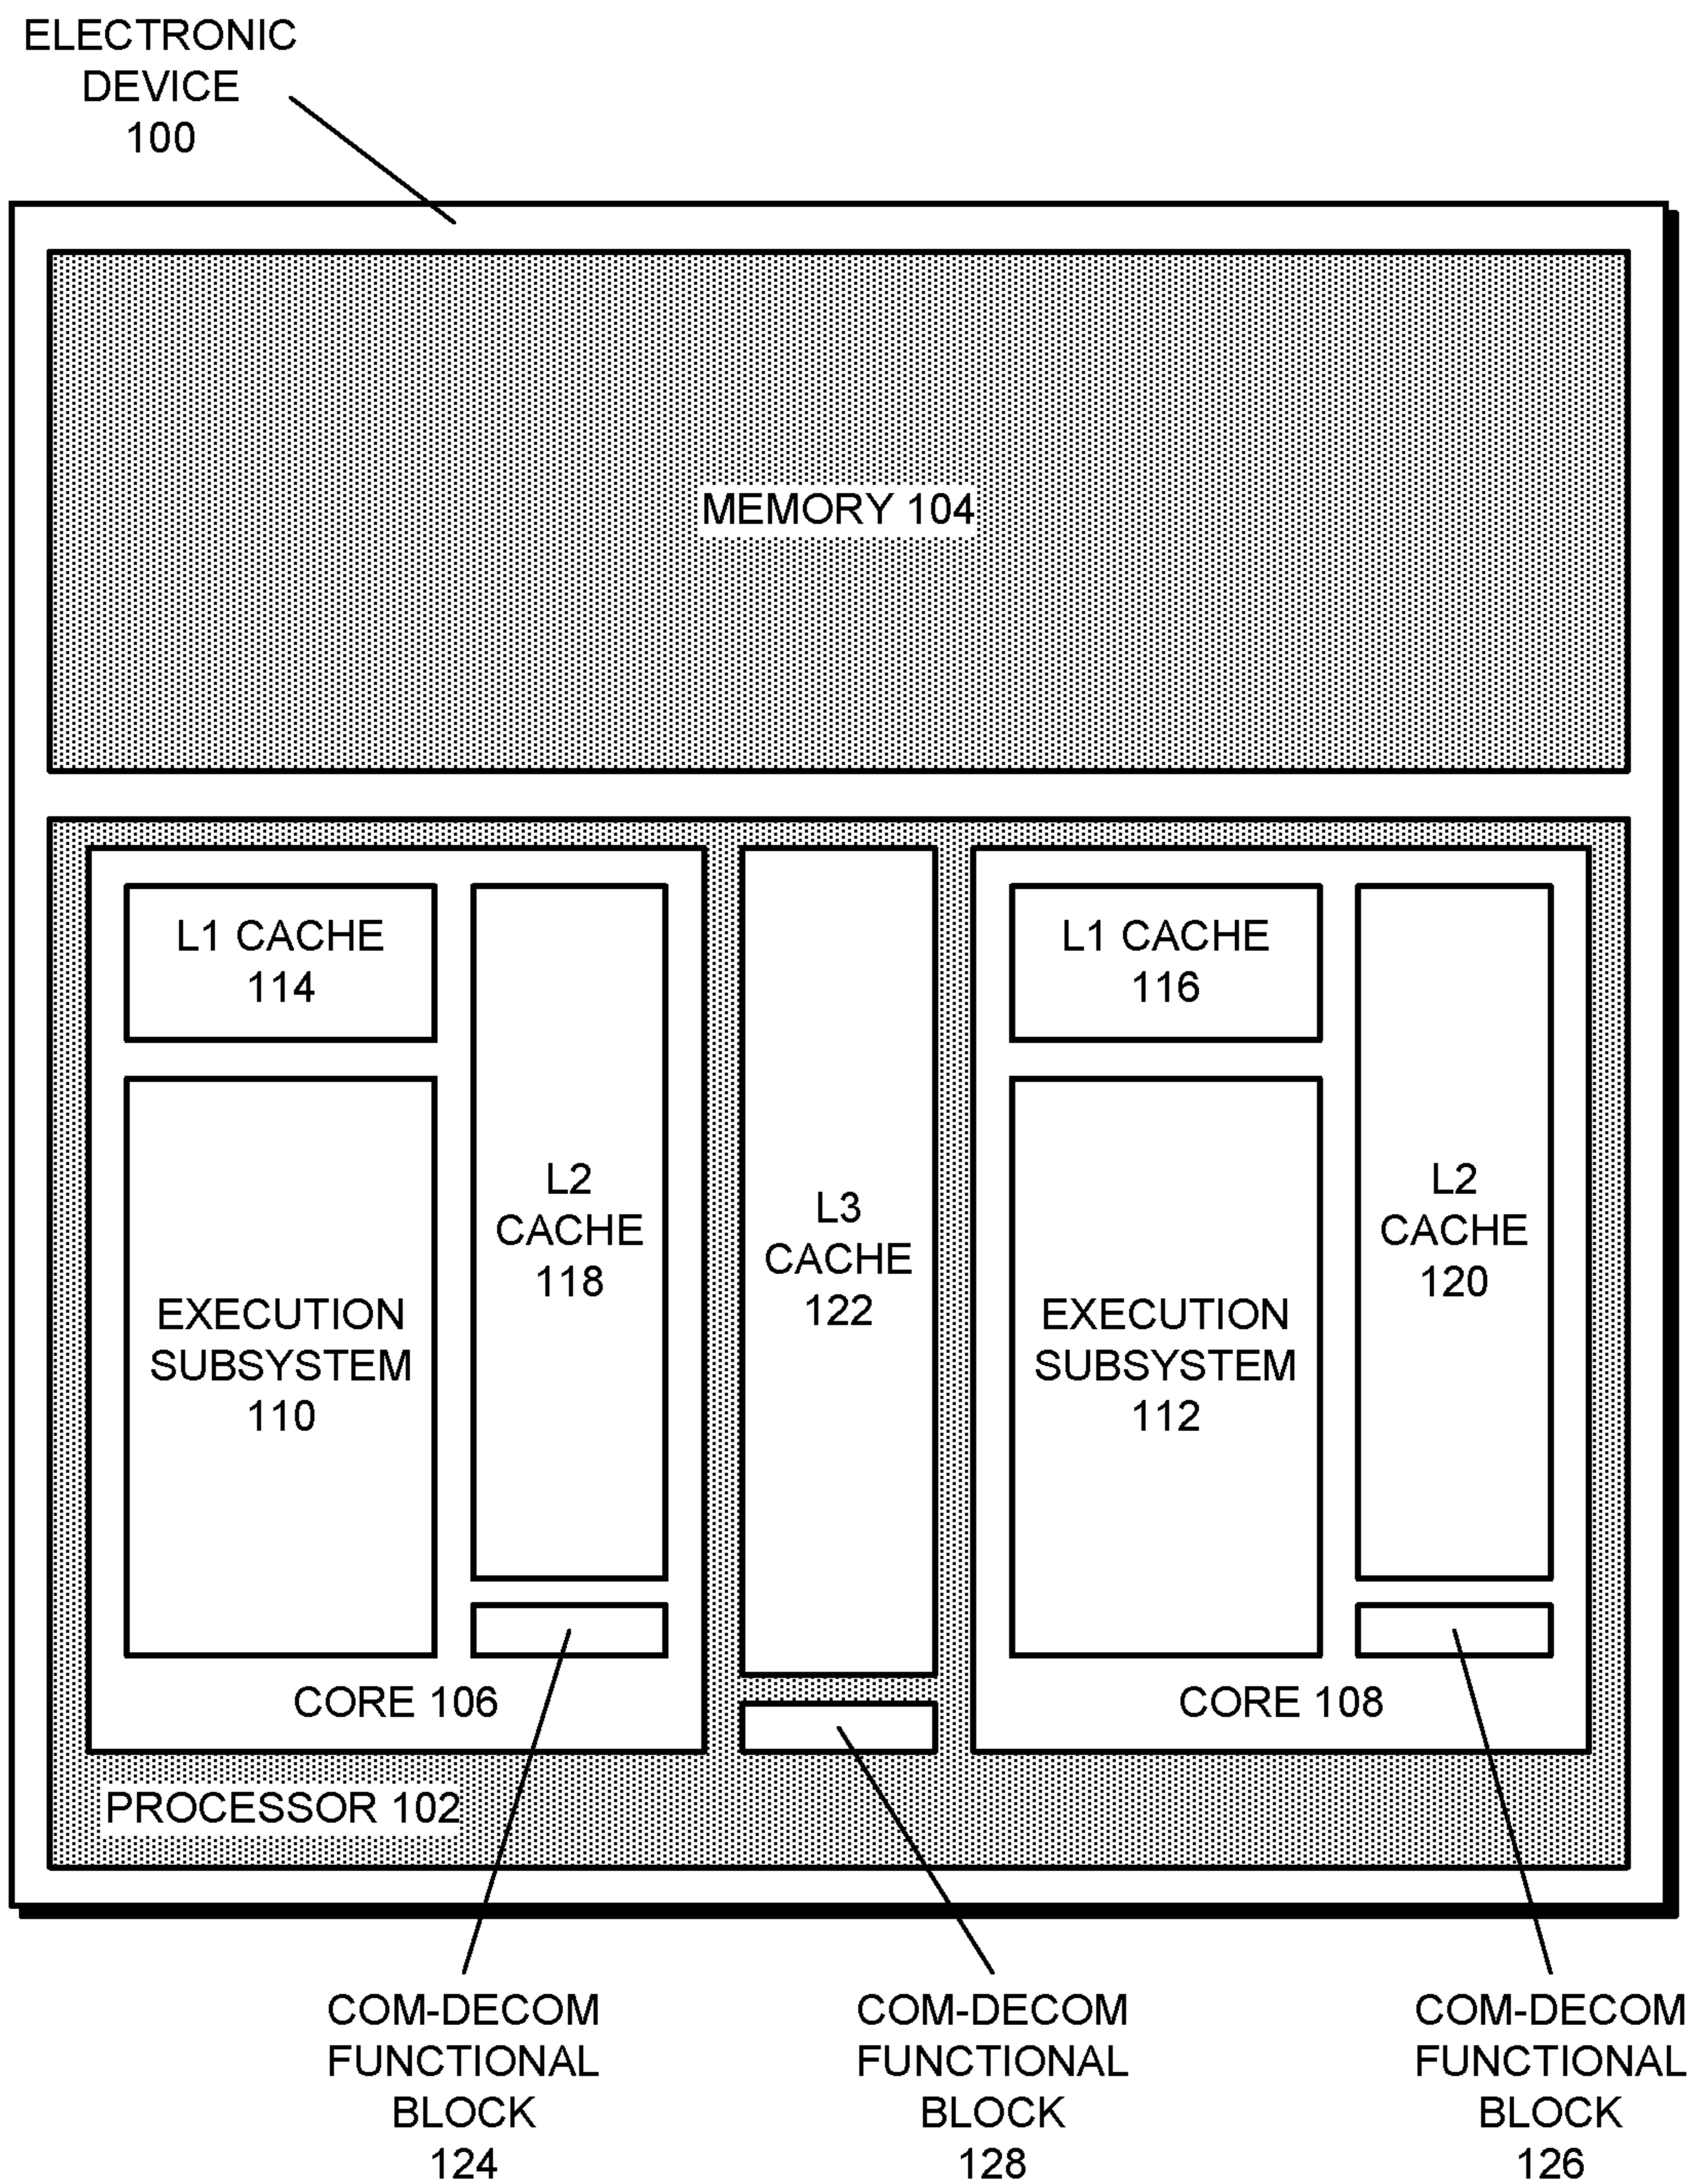 ELECTRONIC
DEVICE
100
MEMORY 104
L1 CACHE
114
L2
CACHE
118
EXECUTION
SUBSYSTEM
110
CORE 106
L3
CACHE
122
L1 CACHE
116
L2
CACHE
120
EXECUTION
SUBSYSTEM
112
CORE 108
PROCESSOR 102
COM-DECOM
FUNCTIONAL
BLOCK
124
COM-DECOM
FUNCTIONAL
BLOCK
128
COM-DECOM
FUNCTIONAL
BLOCK
126